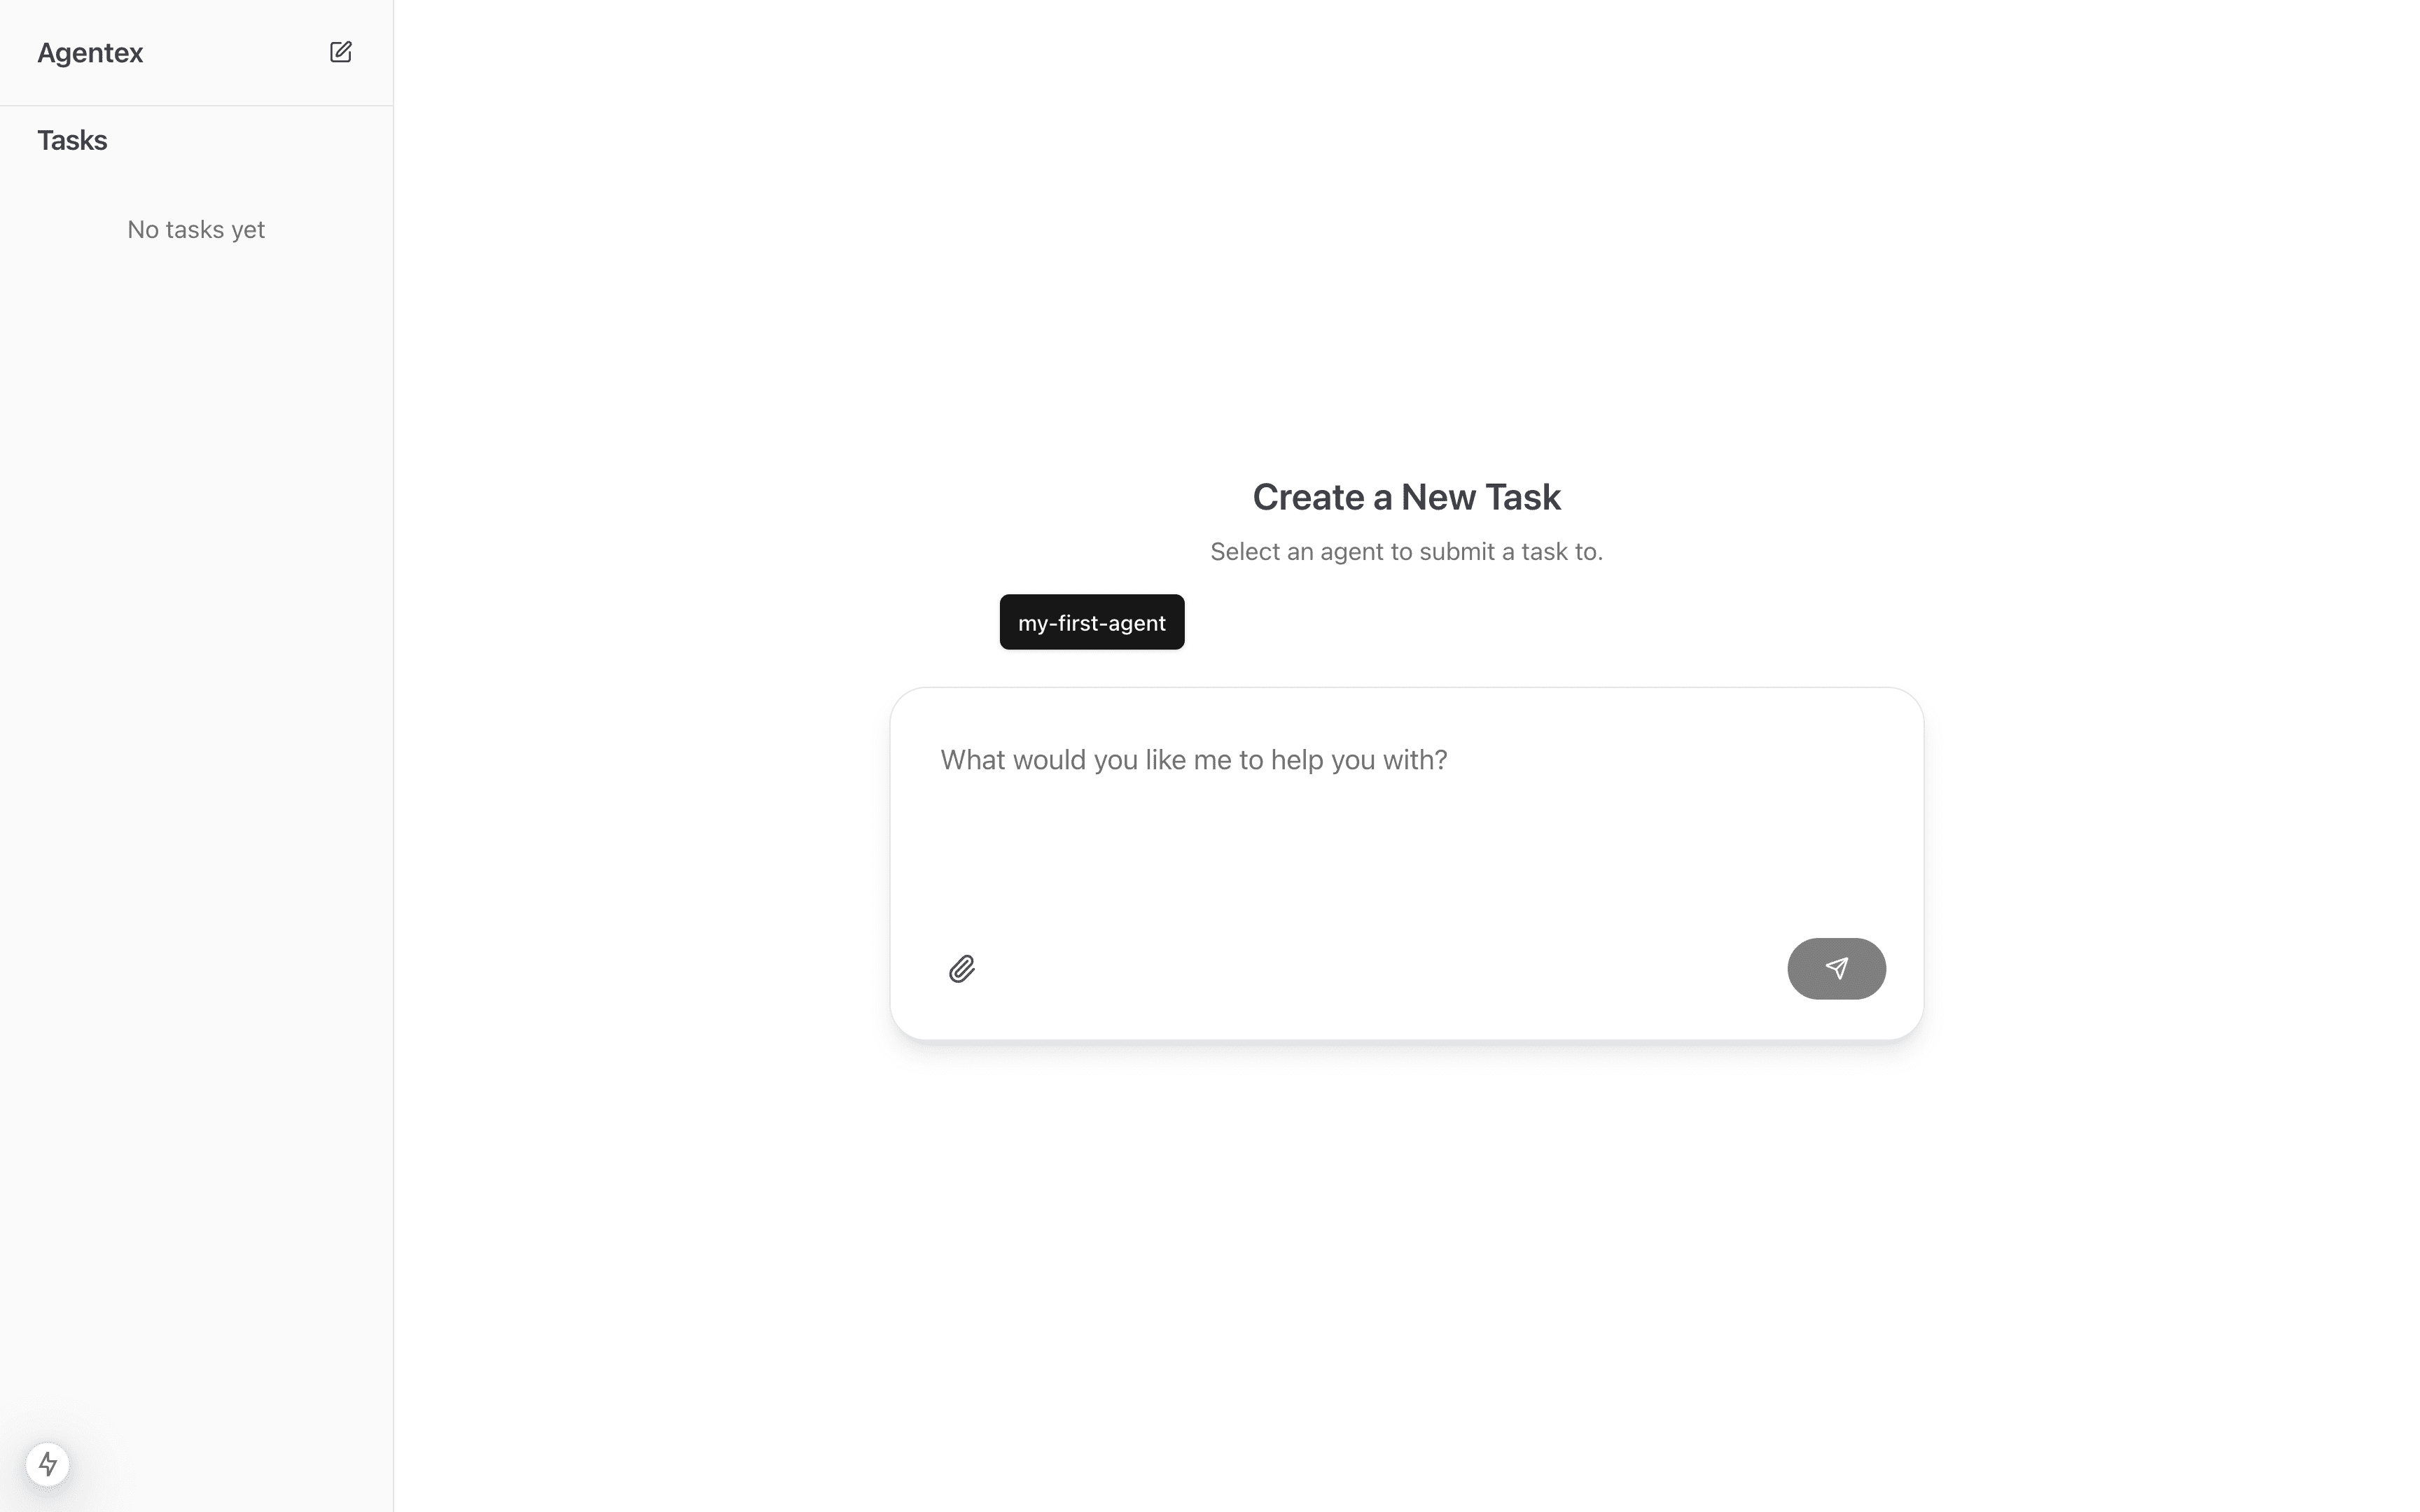 Agentex
Tasks
No tasks yet
Create a New Task
Select an agent to submit a task to.
my-first-agent
What would you like me to help you with?